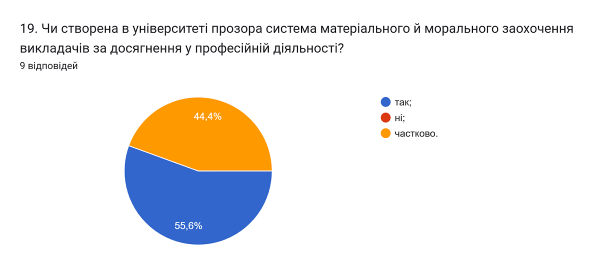 19. Чи створена в університеті прозора система матеріального й морального заохочення
викладачів за досягнення у професійній діяльності?
9 відповідей
44,4%
55,6%
так;
ні;
частково.